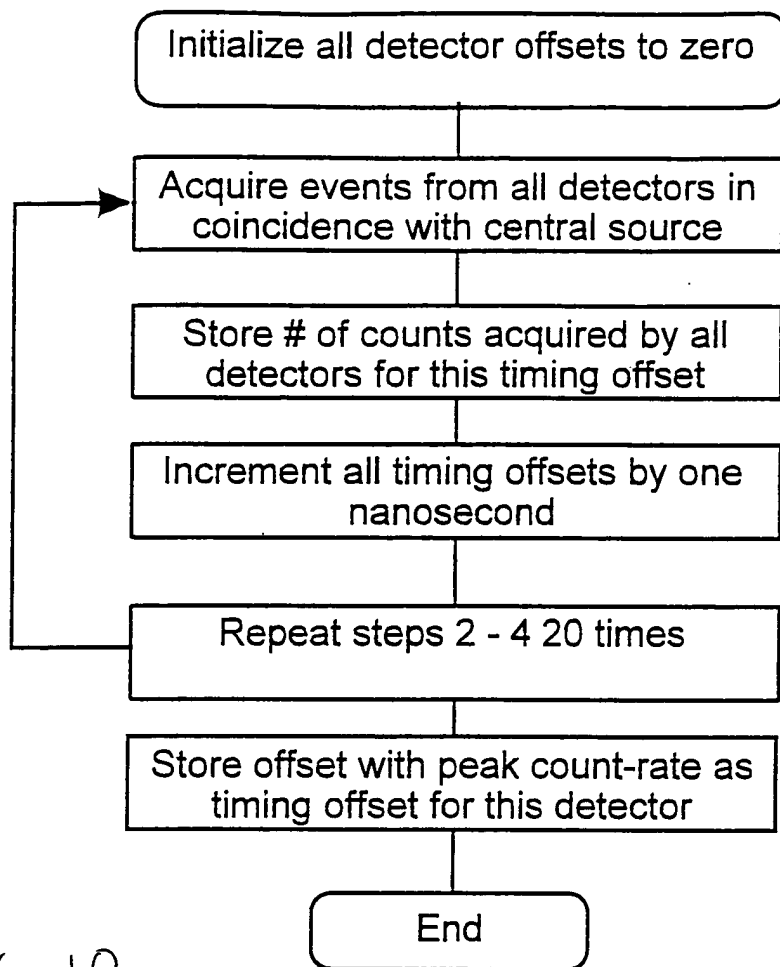 Initialize all detector offsets to zero
Acquire events from all detectors in
coincidence with central source
Store # of counts acquired by all
detectors for this timing offset
Increment all timing offsets by one
nanosecond
Repeat steps 2 - 4 20 times
Store offset with peak count-rate as
timing offset for this detector
End